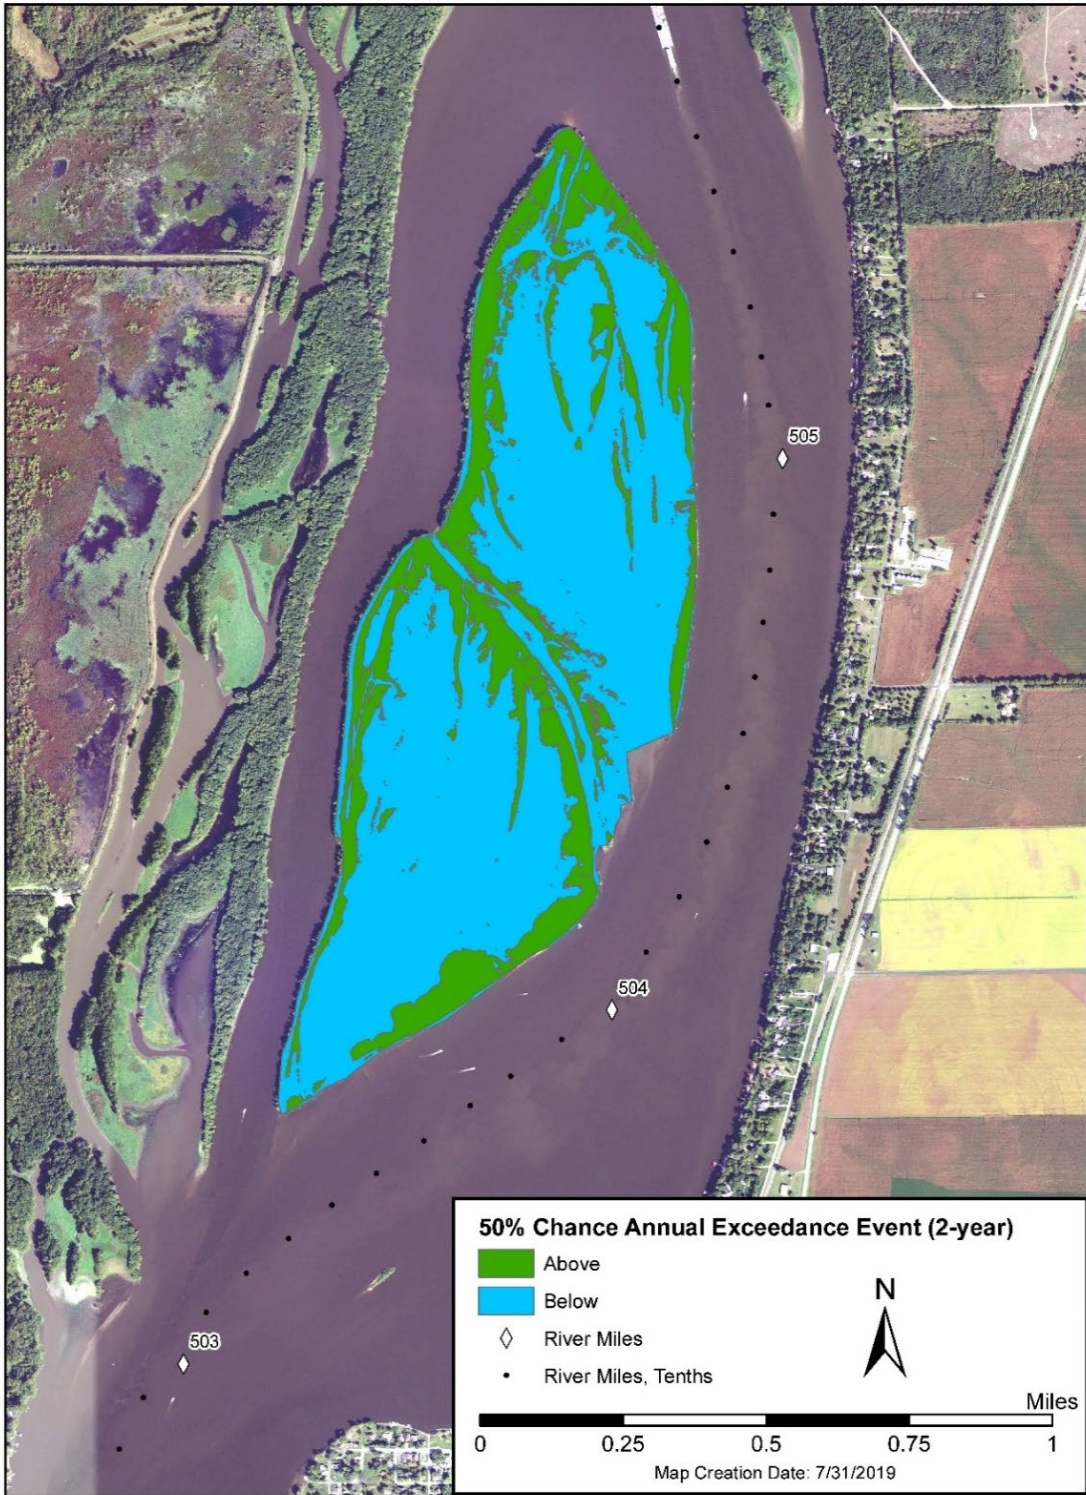 505
504
503
50% Chance Annual Exceedance Event (2-year)
Above
Below
River Miles
River Miles, Tenths
N
Miles
0 0.25 0.5 0.75 1
Map Creation Date: 7/31/2019